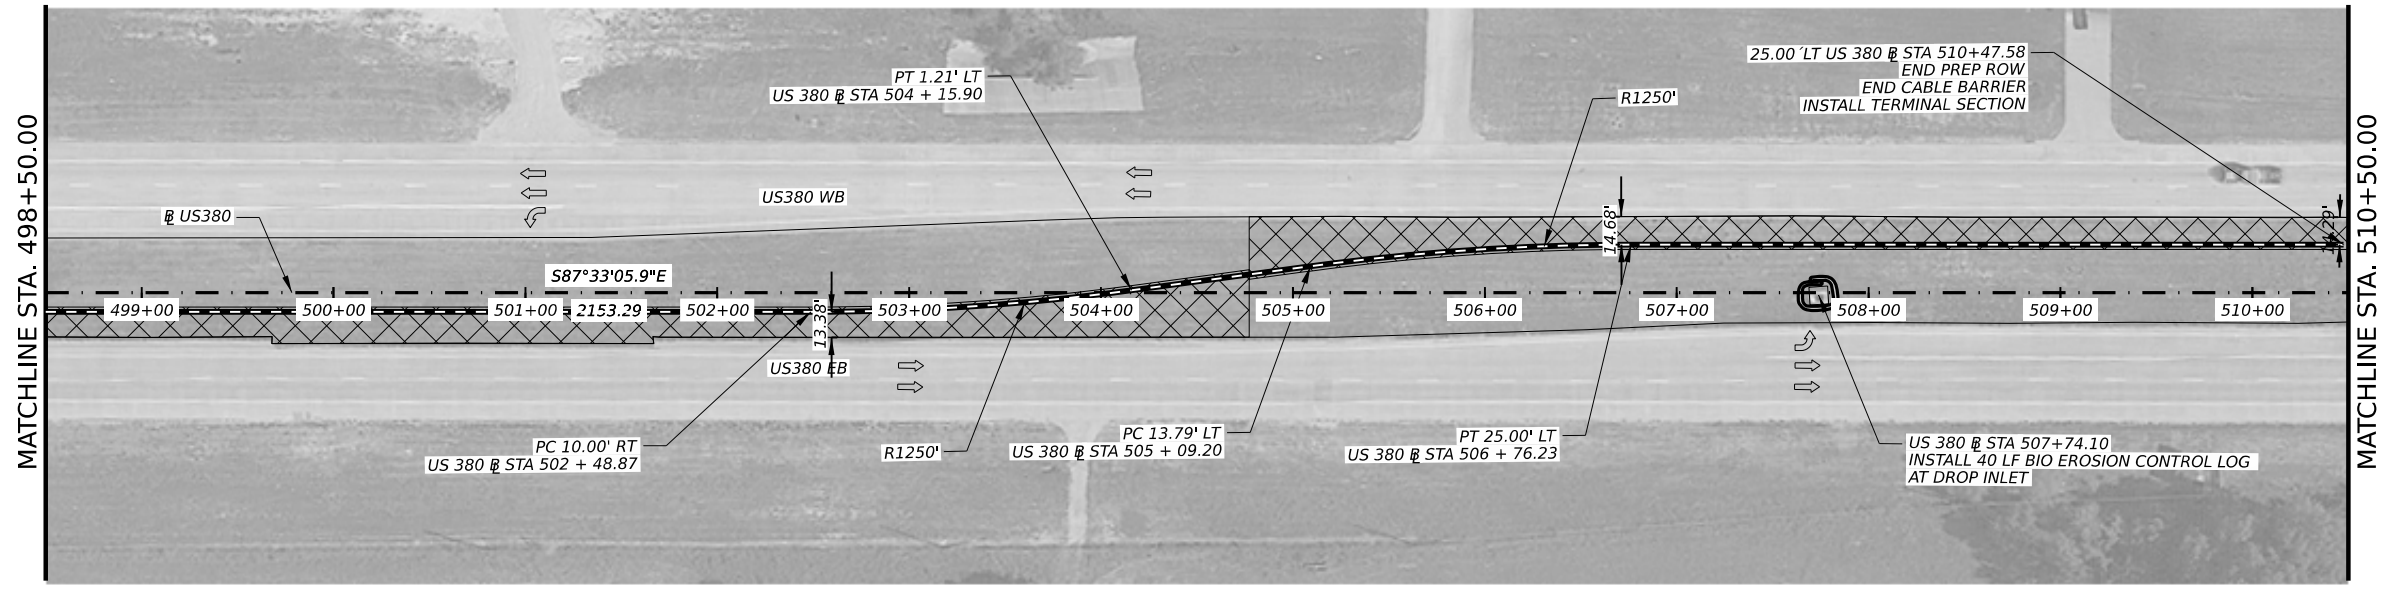 MATCHLINE STA. 498+50.00
25.00´LT US 380 ⅊ STA 510+47.58
END PREP ROW
END CABLE BARRIER
INSTALL TERMINAL SECTION
PT 1.21' LT
US 380 ⅊ STA 504 + 15.90
R1250'
US380 WB
⅊ US380
14.68'
S87°33'05.9"E
499+00 500+00 501+00 2153.29 502+00 503+00 504+00 505+00 506+00 507+00 508+00 509+00 510+00
13.38'
US380 EB
PC 10.00' RT
US 380 ⅊ STA 502 + 48.87
R1250'
PC 13.79' LT
US 380 ⅊ STA 505 + 09.20
PT 25.00' LT
US 380 ⅊ STA 506 + 76.23
US 380 ⅊ STA 507+74.10
INSTALL 40 LF BIO EROSION CONTROL LOG
AT DROP INLET
MATCHLINE STA. 510+50.00